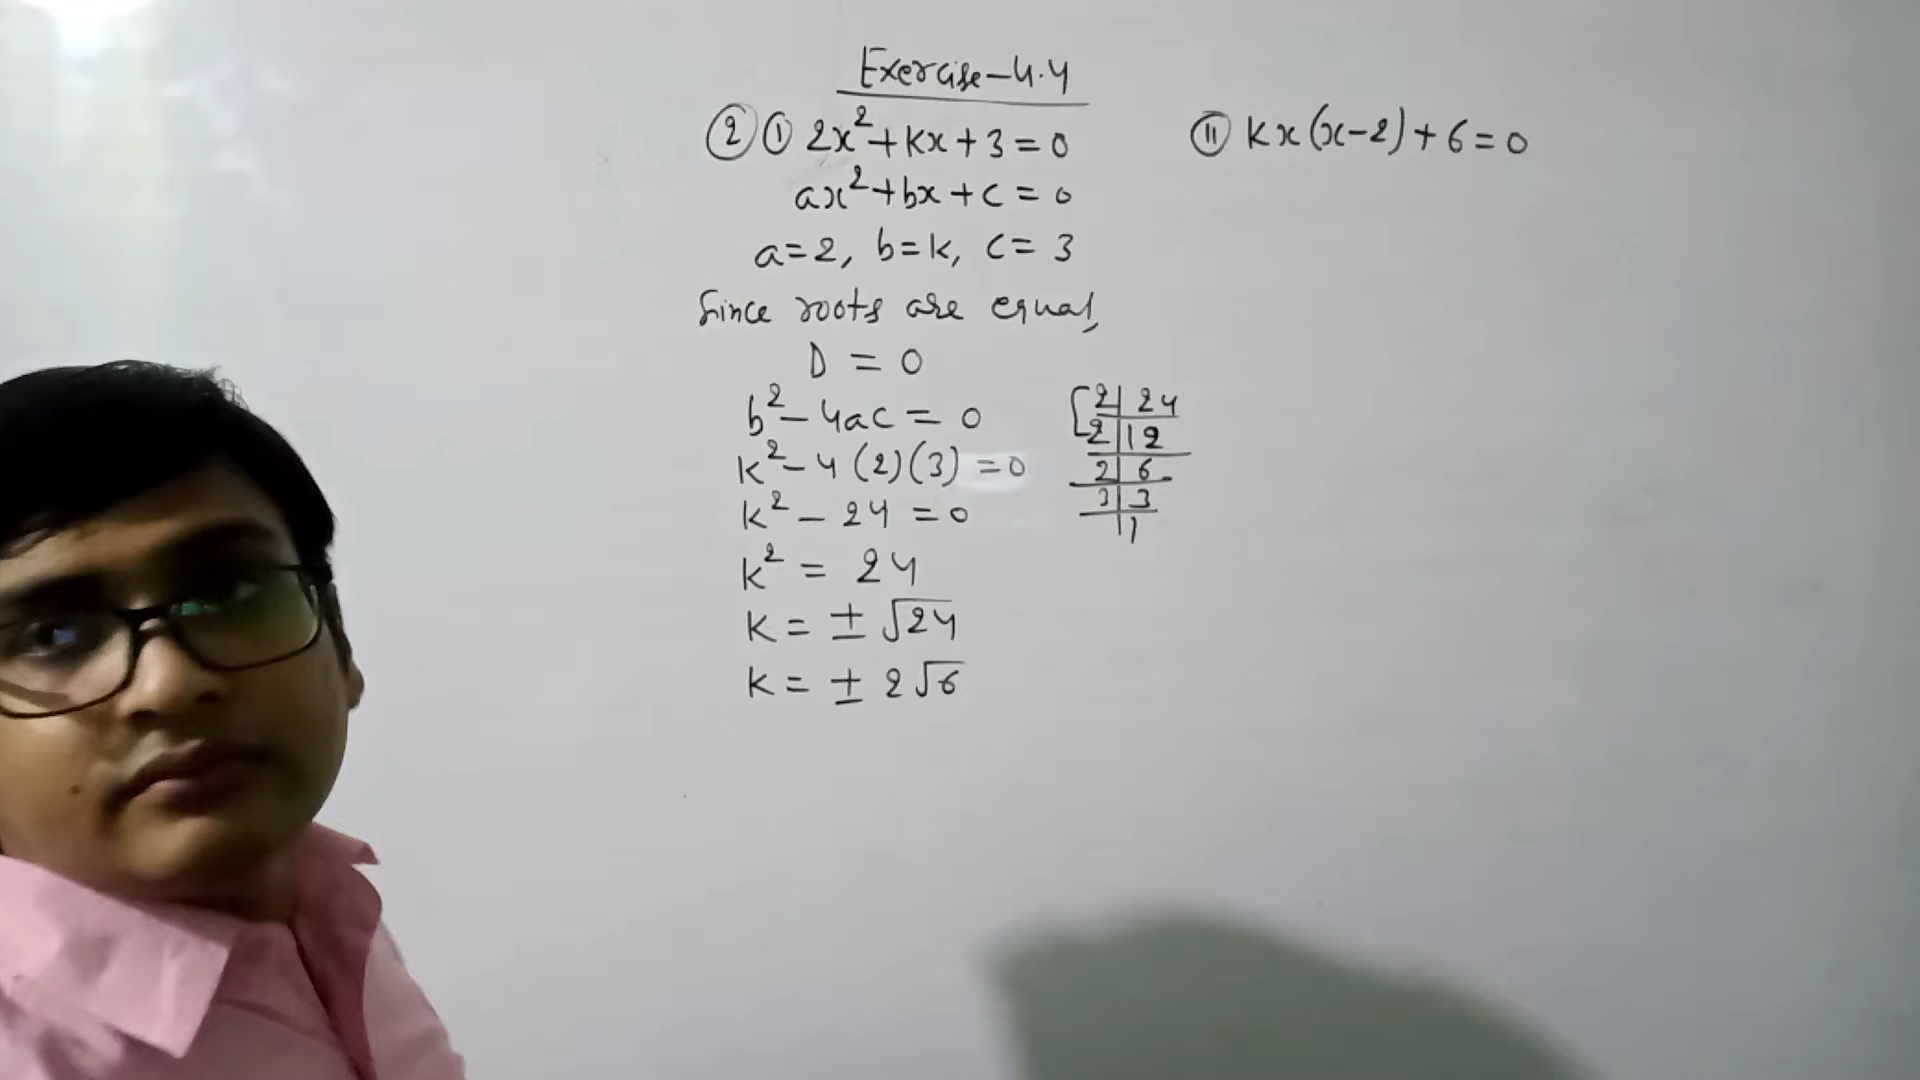 Exercise-4.4
② ① 2x²+kx+3=0
ax²+bx+c=0
a=2, b=k, c=3
Since roots are equal,
D = 0
b²-4ac=0
k²-4(2)(3)=0
k²-24=0
k²=24
k=±√24
k=±2√6
2|24
2|12
2|6
3|3
|1
ⅱ kx(x-2)+6=0